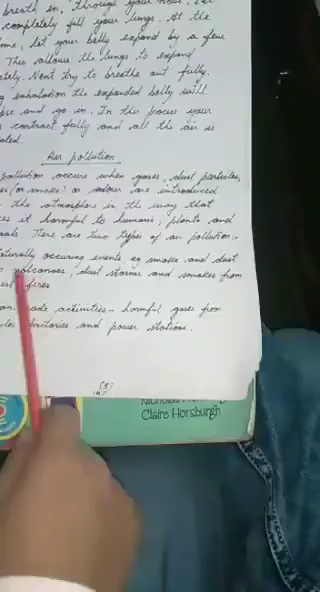 breath in, through your nose,
completely fill your lungs. At the
let your belly expand by a few
This allows the lungs to expand
Next try to breathe out fully.
exhalation the expanded belly will
and go in. In this process your
contract fully and all the air is
Air pollution
pollution occurs when gases, dust particles,
(or smoke) or odour are introduced
the atmosphere in the way that
it harmful to humans, plants and
There are two types of air pollution:-
occuring events eg smoke and dust
volcanoes, dust storms and smokes from
fires
activities - harmful gases from
factories and power stations.
(5)
Claire Horsburgh